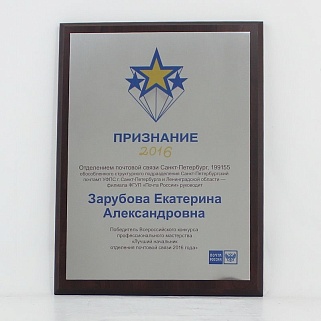 ПРИЗНАНИЕ
2016
Отделением почтовой связи Санкт-Петербург, 199155
обособленного структурного подразделения Санкт-Петербургский
почтамт УФПС г. Санкт-Петербурга и Ленинградской области —
филиала ФГУП «Почта России» руководит
Зарубова Екатерина
Александровна
Победитель Всероссийского конкурса
профессионального мастерства
«Лучший начальник
отделения почтовой связи 2016 года»
ПОЧТА
РОССИИ